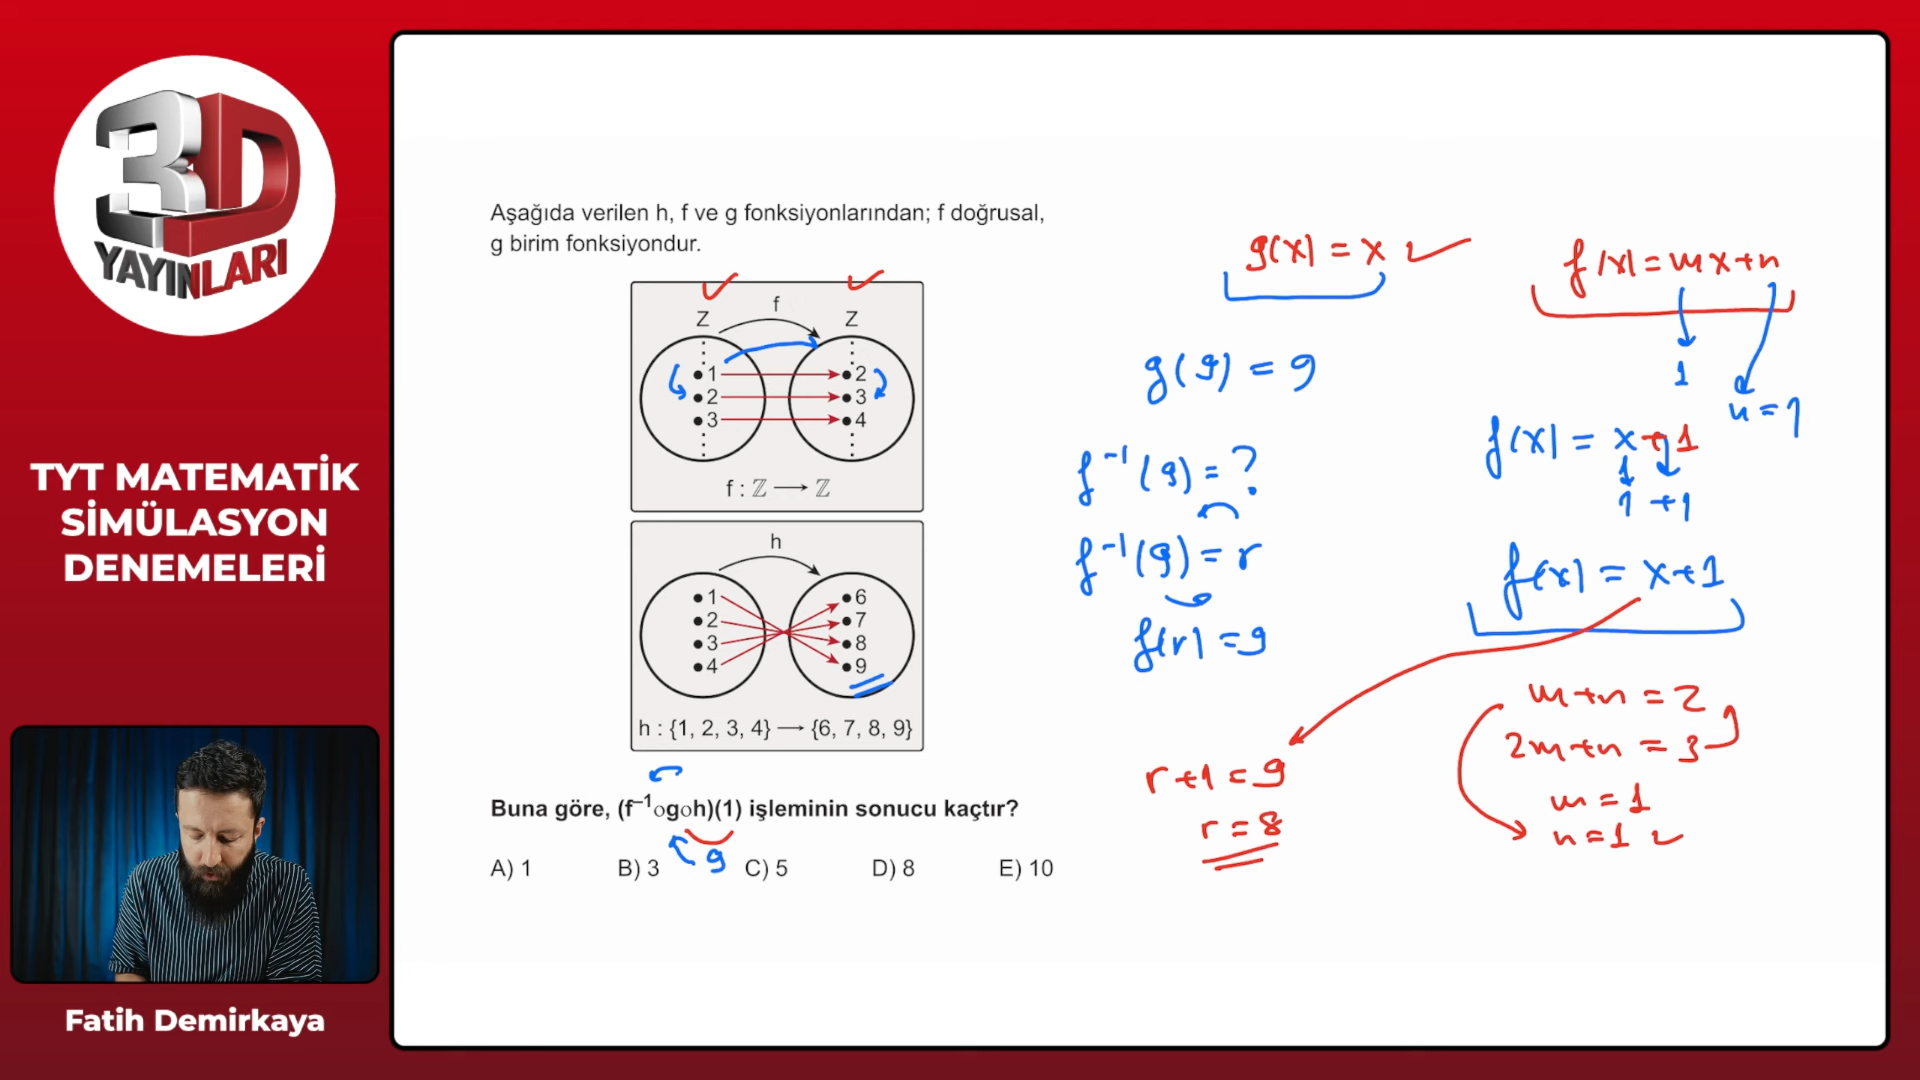 3D
YAYINLARI
TYT MATEMATİK
SİMÜLASYON
DENEMELERİ
Fatih Demirkaya
Aşağıda verilen h, f ve g fonksiyonlarından; f doğrusal,
g birim fonksiyondur.
f
Z Z
1 2
2 3
3 4
f : ℤ → ℤ
h
1 6
2 7
3 8
4 9
h : {1, 2, 3, 4} → {6, 7, 8, 9}
Buna göre, (f⁻¹ogoh)(1) işleminin sonucu kaçtır?
9
A) 1 B) 3 C) 5 D) 8 E) 10
g(x) = x
g(9) = 9
f⁻¹(9) = ?
f⁻¹(9) = r
f(r) = 9
r+1 = 9
r = 8
f(x) = mx+n
1
n = 1
f(x) = x+1
1
1 +1
f(x) = x+1
m+n = 2
2m+n = 3
m = 1
n = 1